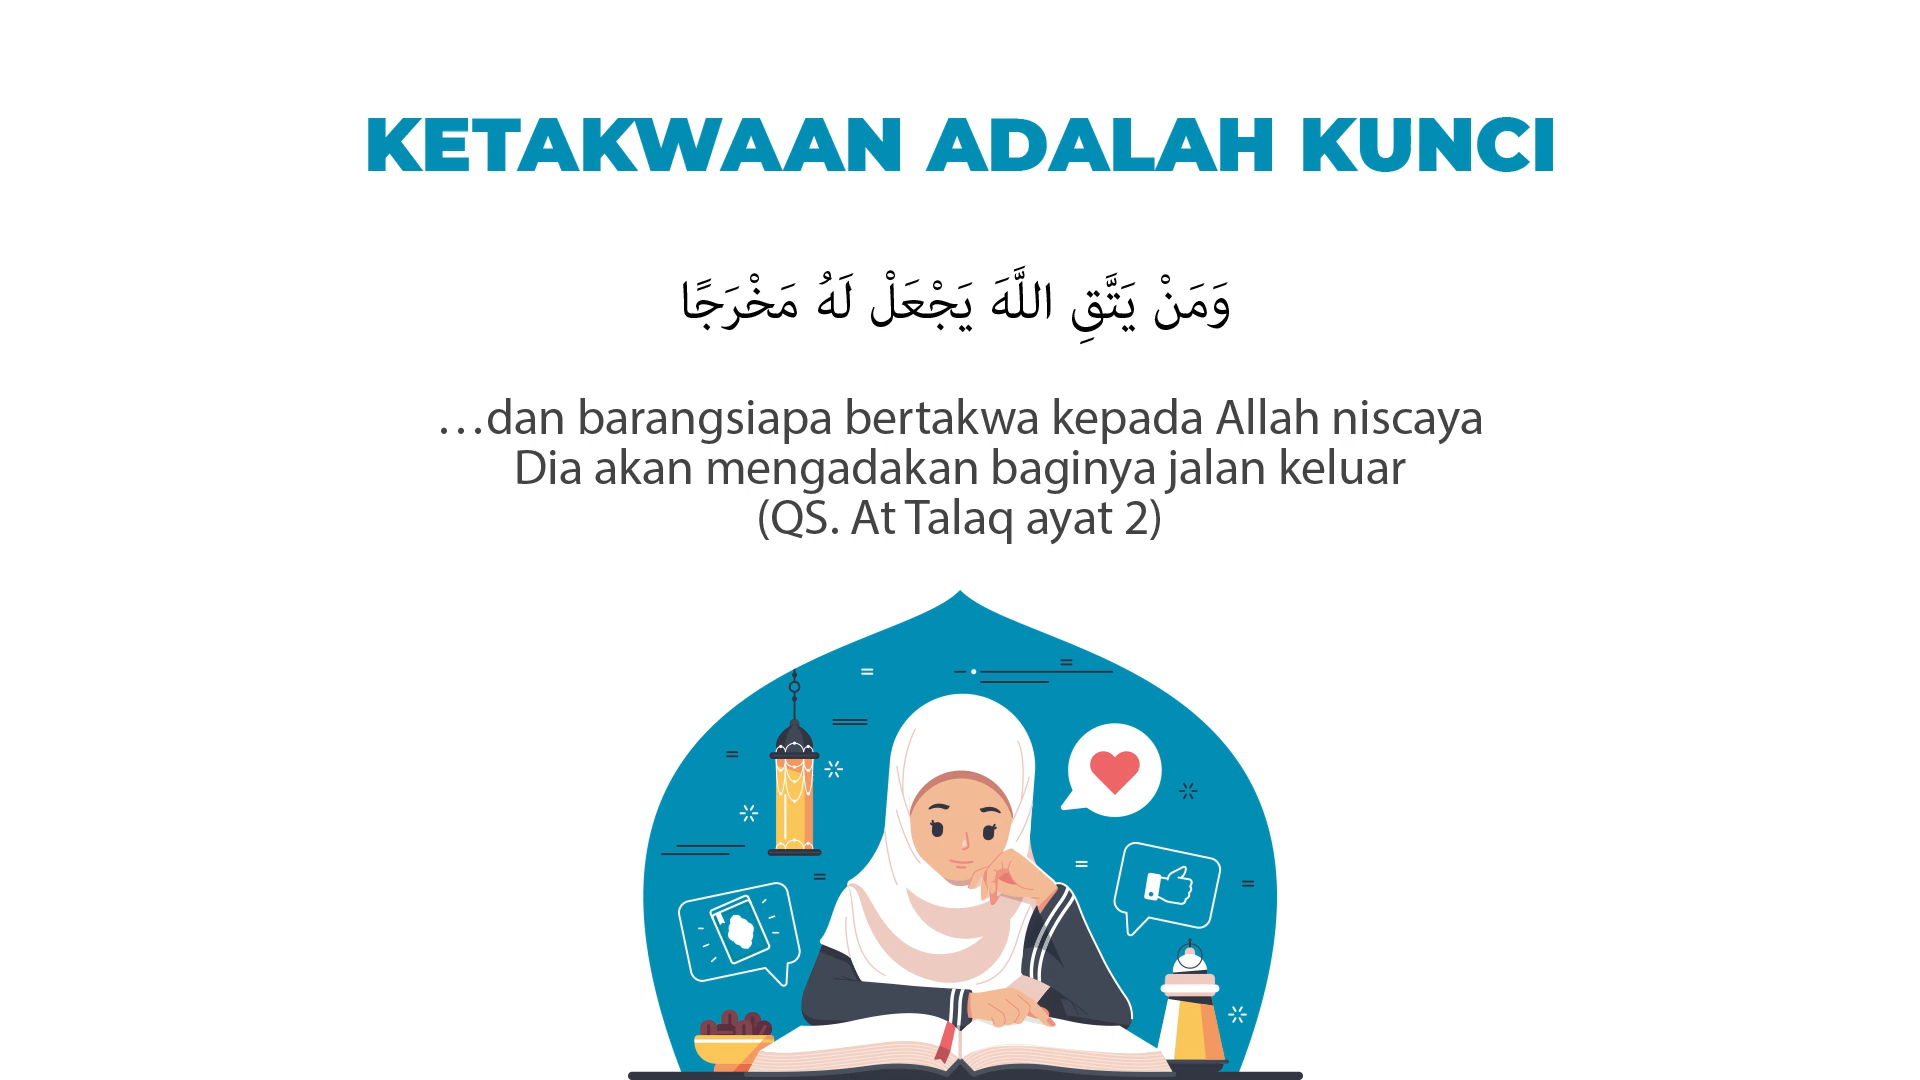 KETAKWAAN ADALAH KUNCI
وَمَنْ يَتَّقِ اللَّهَ يَجْعَلْ لَهُ مَخْرَجًا
…dan barangsiapa bertakwa kepada Allah niscaya
Dia akan mengadakan baginya jalan keluar
(QS. At Talaq ayat 2)